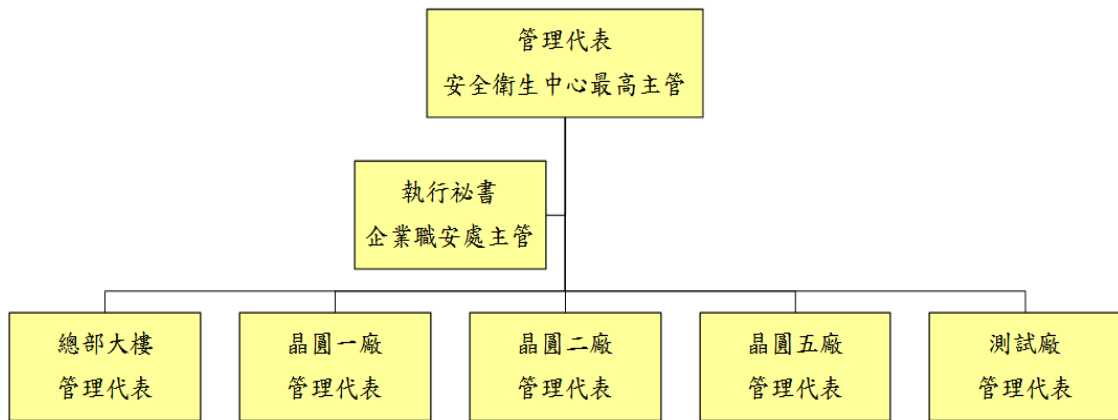 管理代表
安全衛生中心最高主管
執行祕書
企業職安處主管
總部大樓
管理代表
晶圓一廠
管理代表
晶圓二廠
管理代表
晶圓五廠
管理代表
測試廠
管理代表